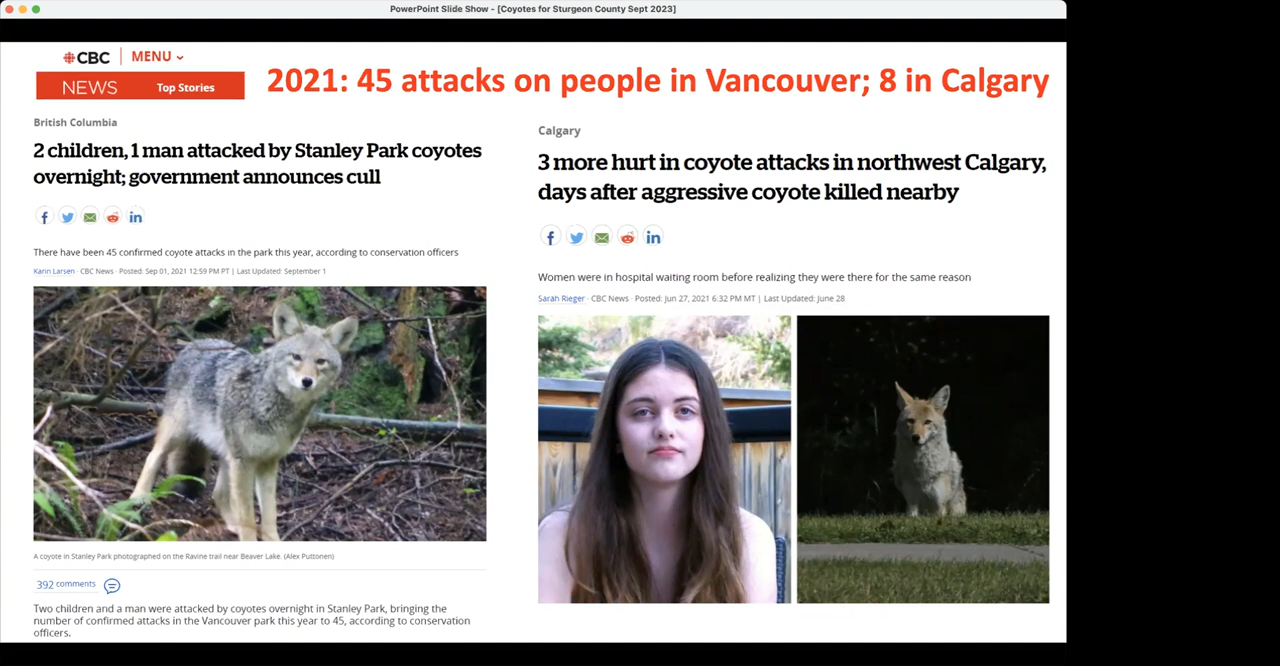 PowerPoint Slide Show - [Coyotes for Sturgeon County Sept 2023]
CBC MENU
NEWS Top Stories
2021: 45 attacks on people in Vancouver; 8 in Calgary
British Columbia
2 children, 1 man attacked by Stanley Park coyotes
overnight; government announces cull
There have been 45 confirmed coyote attacks in the park this year, according to conservation officers
Karin Larsen · CBC News · Posted: Sep 01, 2021 12:59 PM PT | Last Updated: September 1
A coyote in Stanley Park photographed on the Ravine trail near Beaver Lake. (Alex Puttonen)
392 comments
Two children and a man were attacked by coyotes overnight in Stanley Park, bringing the
number of confirmed attacks in the Vancouver park this year to 45, according to conservation
officers.
Calgary
3 more hurt in coyote attacks in northwest Calgary,
days after aggressive coyote killed nearby
Women were in hospital waiting room before realizing they were there for the same reason
Sarah Rieger · CBC News · Posted: Jun 27, 2021 6:32 PM MT | Last Updated: June 28